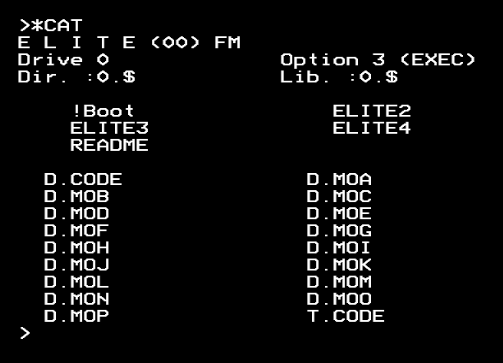 >*CAT
E L I T E (00) FM
Drive 0 Option 3 (EXEC)
Dir. :0.$ Lib. :0.$
!Boot ELITE2
ELITE3 ELITE4
README
D.CODE D.MOA
D.MOB D.MOC
D.MOD D.MOE
D.MOF D.MOG
D.MOH D.MOI
D.MOJ D.MOK
D.MOL D.MOM
D.MON D.MOO
D.MOP T.CODE
>